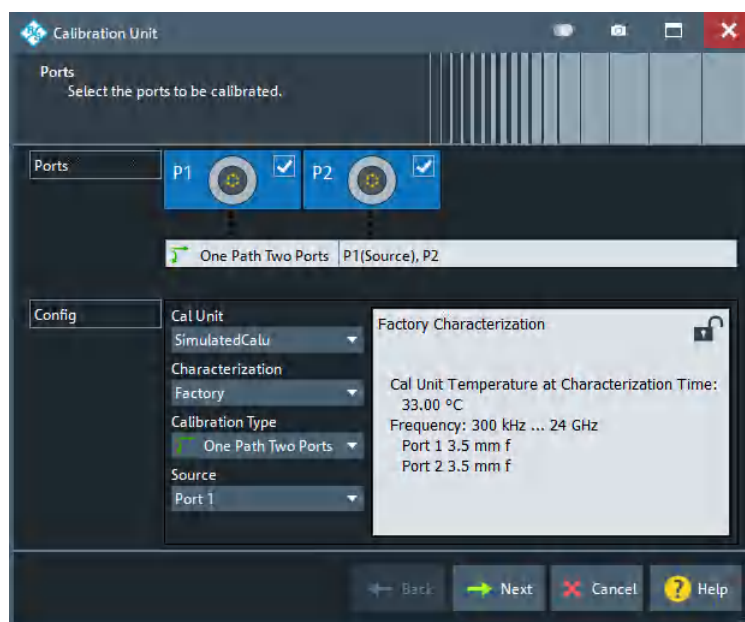 Calibration Unit
Ports
Select the ports to be calibrated.
Ports
P1
P2
One Path Two Ports P1(Source), P2
Config
Cal Unit
SimulatedCalu
Characterization
Factory
Calibration Type
One Path Two Ports
Source
Port 1
Factory Characterization
Cal Unit Temperature at Characterization Time:
33.00 °C
Frequency: 300 kHz ... 24 GHz
Port 1 3.5 mm f
Port 2 3.5 mm f
Back
Next
Cancel
? Help